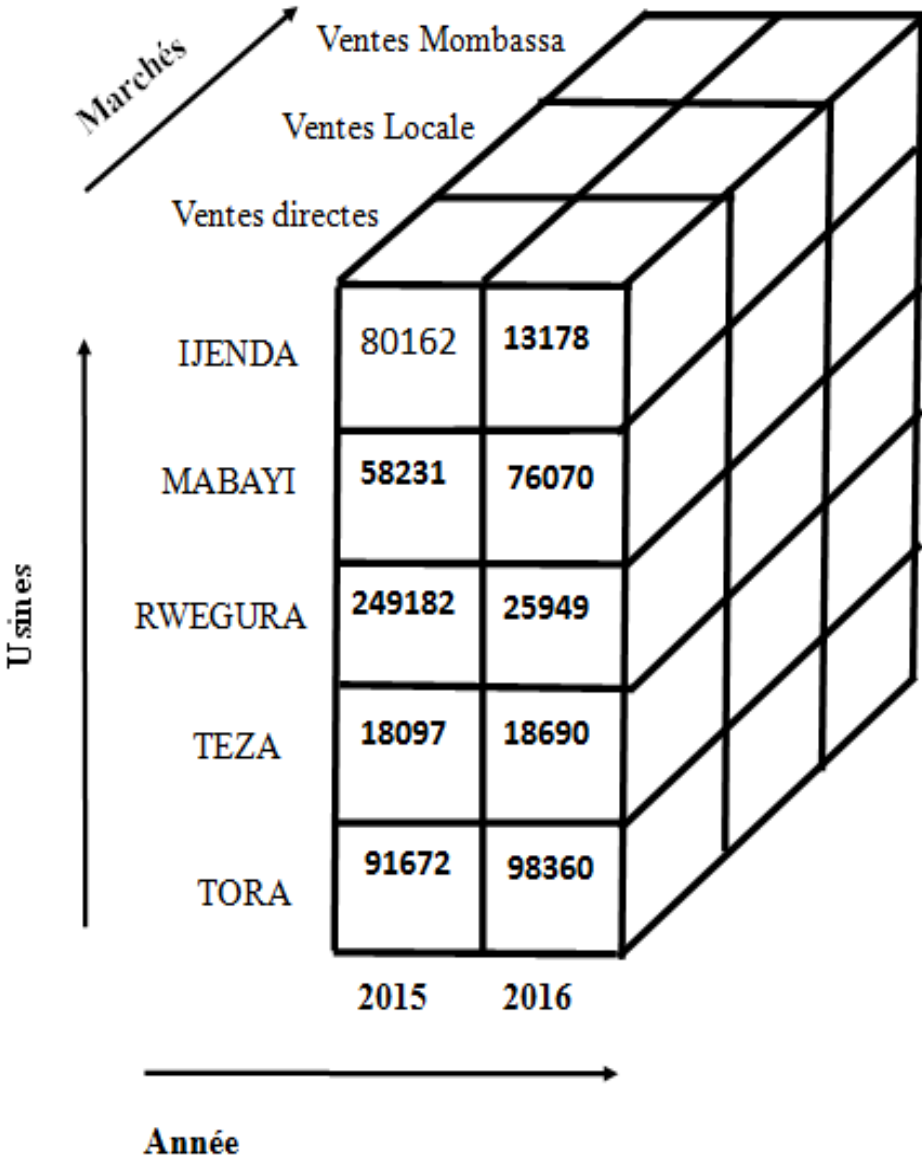 Marchés
Ventes Mombassa
Ventes Locale
Ventes directes
Usines
IJENDA 80162 13178
MABAYI 58231 76070
RWEGURA 249182 25949
TEZA 18097 18690
TORA 91672 98360
2015 2016
Année